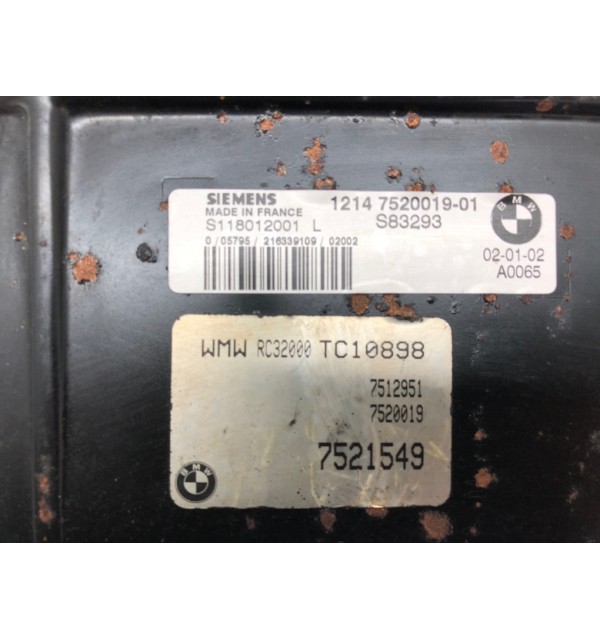 SIEMENS 1214 7520019-01
MADE IN FRANCE
S118012001 L S83293
0 / 05795 / 216339109 / 02002
BMW
02-01-02
A0065
WMW RC32000 TC10898
7512951
7520019
7521549
BMW